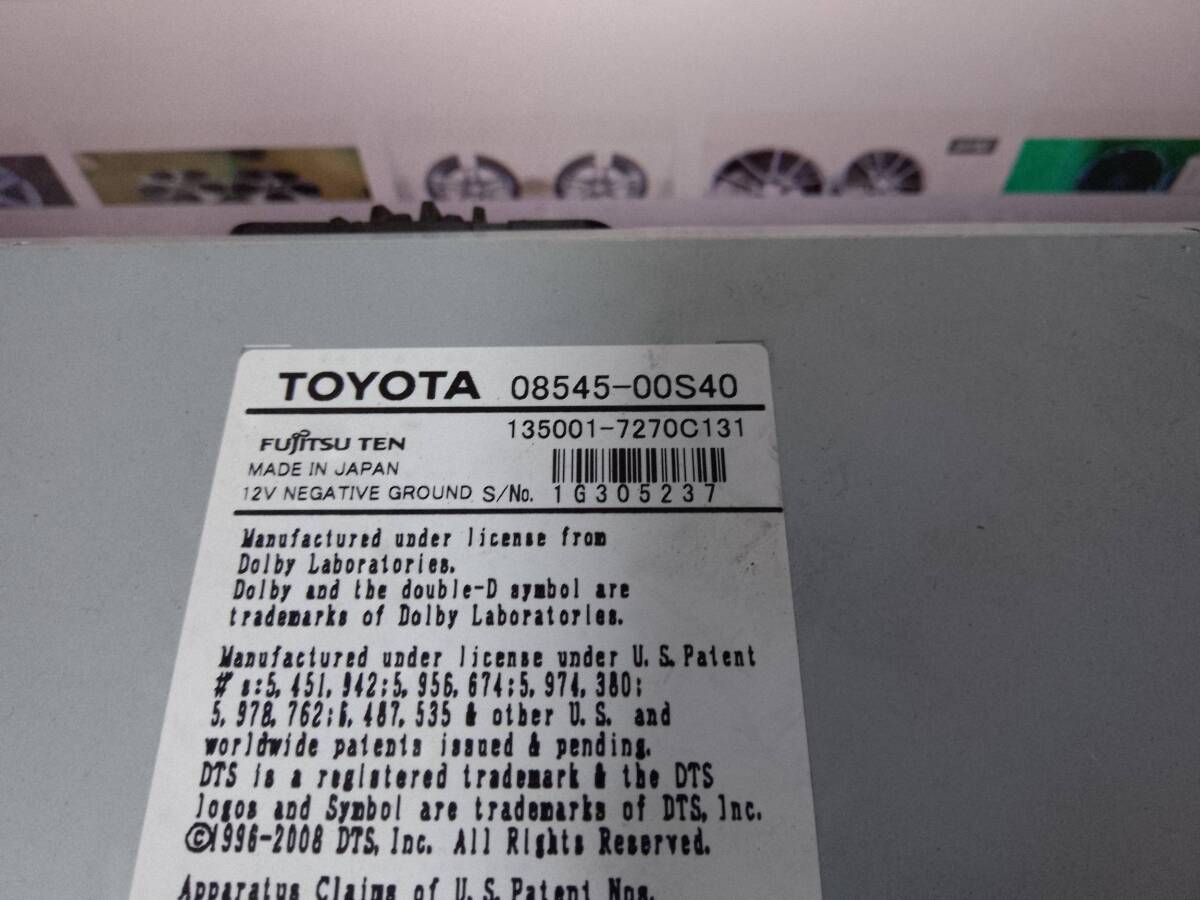 TOYOTA 08545-00S40
135001-7270C131
FUJITSU TEN
MADE IN JAPAN
12V NEGATIVE GROUND S/No. 1G305237
Manufactured under license from
Dolby Laboratories.
Dolby and the double-D symbol are
trademarks of Dolby Laboratories.
Manufactured under license under U.S.Patent
#'s:5,451,942;5,956,674;5,974,380;
5,978,762;6,487,535 & other U.S. and
worldwide patents issued & pending.
DTS is a registered trademark & the DTS
logos and Symbol are trademarks of DTS,Inc.
©1996-2008 DTS,Inc. All Rights Reserved.
Apparatus Claims of U.S.Patent Nos.